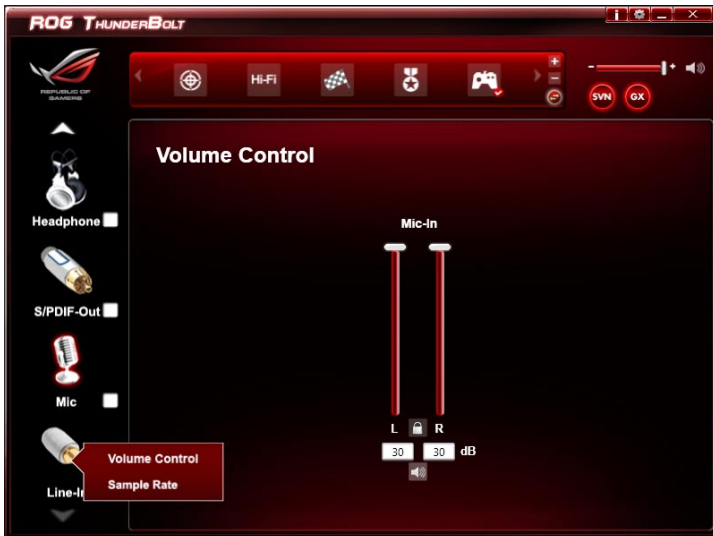 ROG THUNDERBOLT
REPUBLIC OF
GAMERS
Hi-Fi
SVN
GX
Volume Control
Headphone
S/PDIF-Out
Mic
Line-In
Volume Control
Sample Rate
Mic-In
L R
30 30 dB